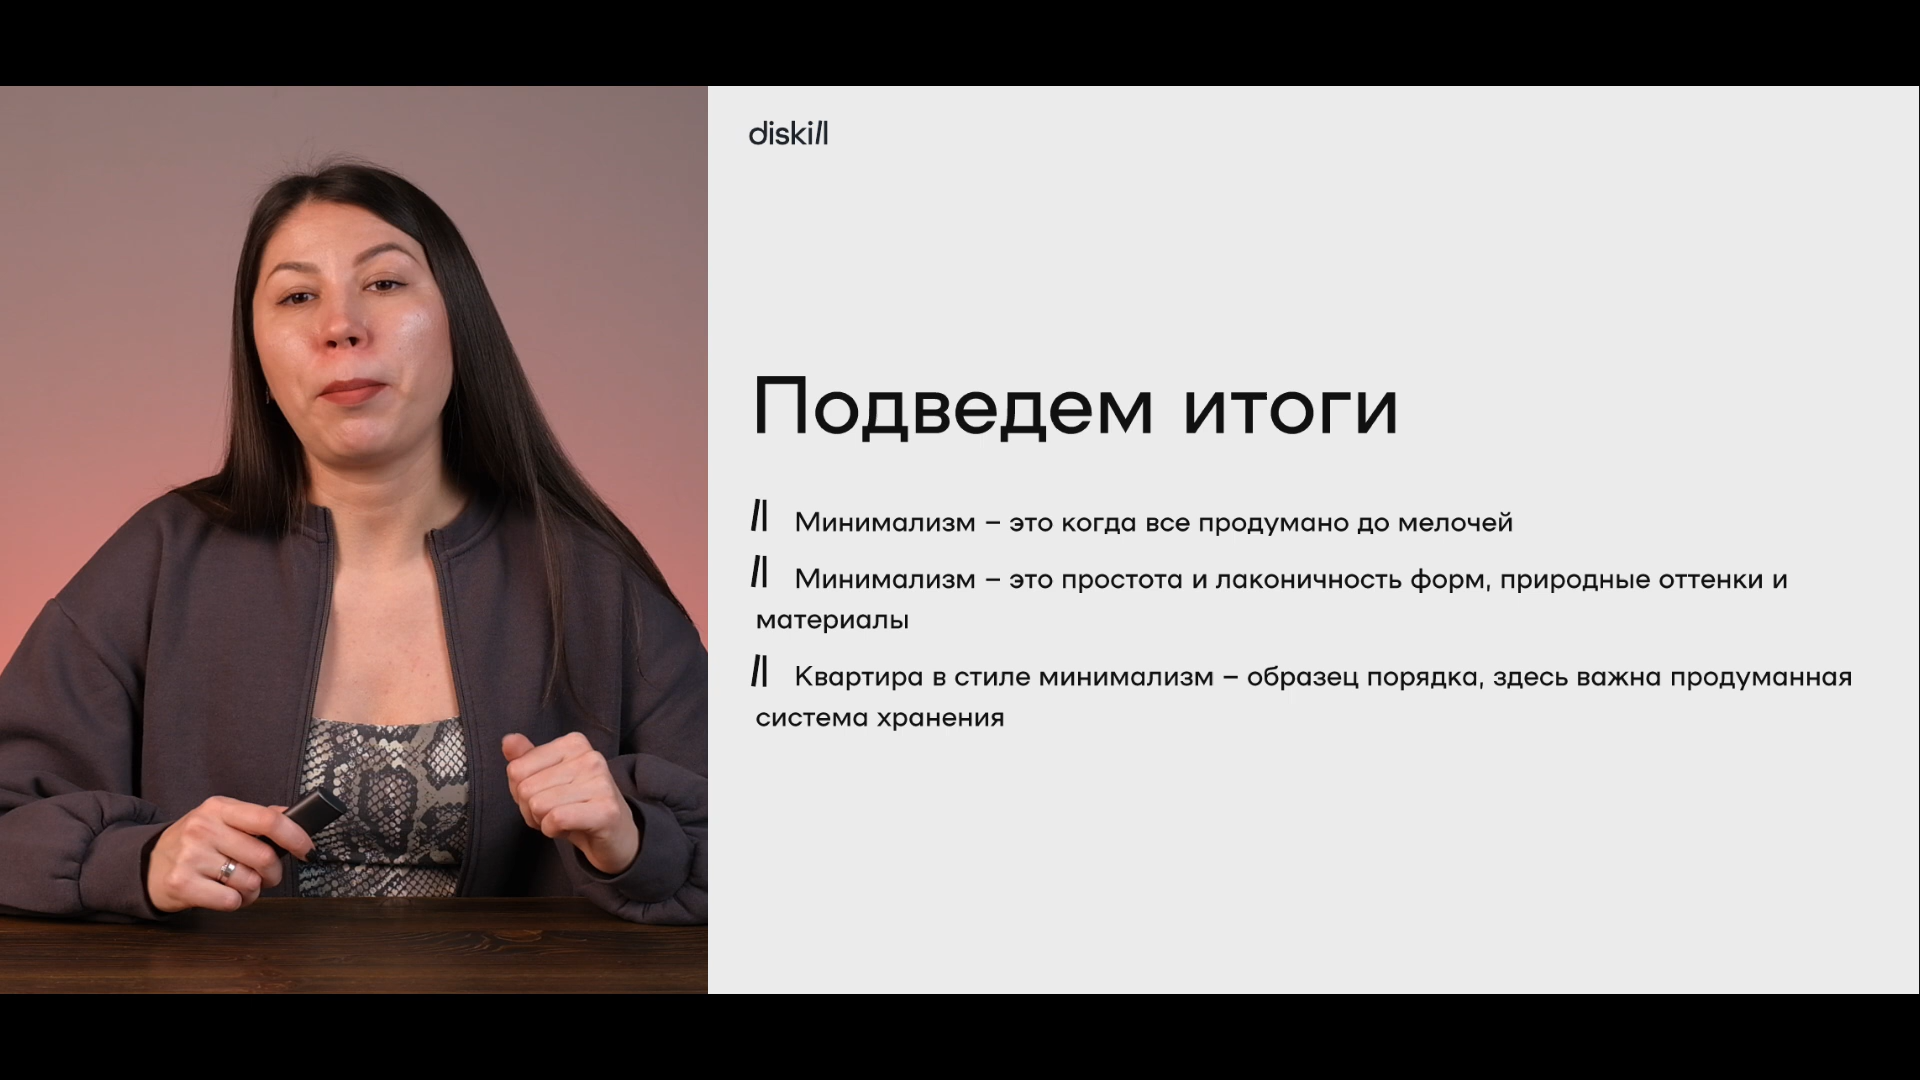 diskill
Подведем итоги
Минимализм – это когда все продумано до мелочей
Минимализм – это простота и лаконичность форм, природные оттенки и
материалы
Квартира в стиле минимализм – образец порядка, здесь важна продуманная
система хранения